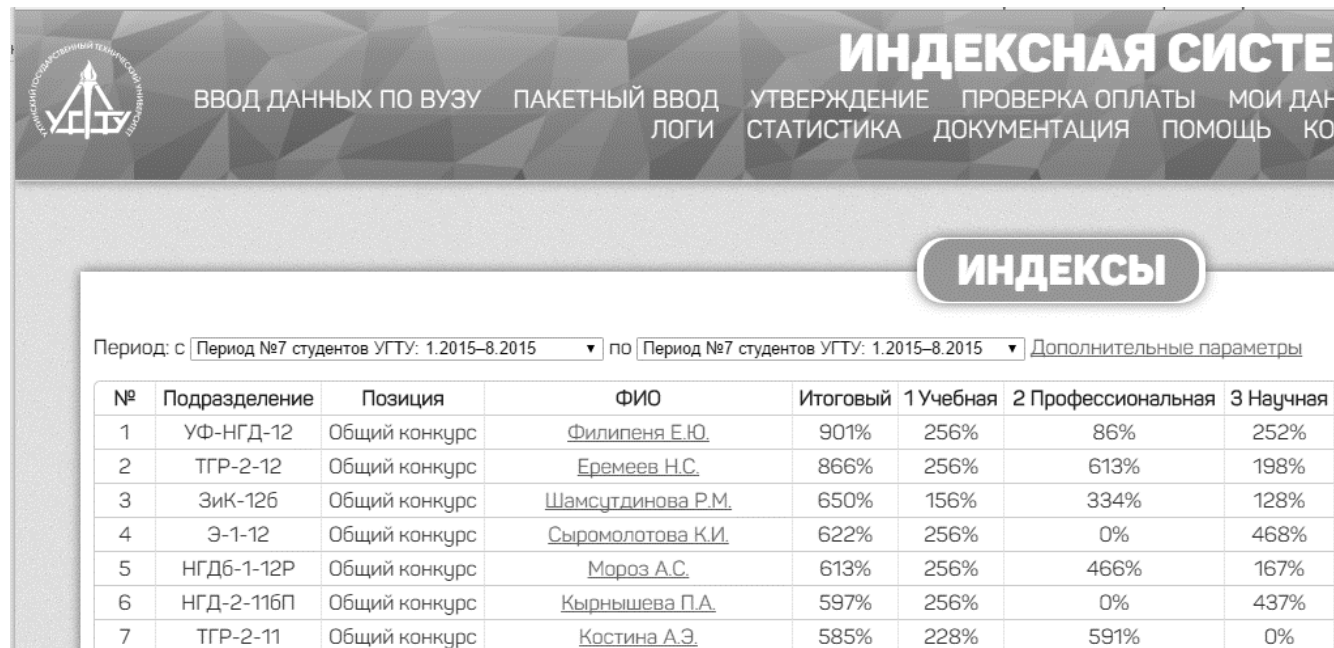 УХТИНСКИЙ ГОСУДАРСТВЕННЫЙ ТЕХНИЧЕСКИЙ УНИВЕРСИТЕТ
УГТУ
ИНДЕКСНАЯ СИСТЕ
ВВОД ДАННЫХ ПО ВУЗУ ПАКЕТНЫЙ ВВОД УТВЕРЖДЕНИЕ ПРОВЕРКА ОПЛАТЫ МОИ ДАН
ЛОГИ СТАТИСТИКА ДОКУМЕНТАЦИЯ ПОМОЩЬ КО
ИНДЕКСЫ
Период: с Период №7 студентов УГТУ: 1.2015–8.2015 по Период №7 студентов УГТУ: 1.2015–8.2015 Дополнительные параметры
№ Подразделение Позиция ФИО Итоговый 1 Учебная 2 Профессиональная 3 Научная
1 УФ-НГД-12 Общий конкурс Филипеня Е.Ю. 901% 256% 86% 252%
2 ТГР-2-12 Общий конкурс Еремеев Н.С. 866% 256% 613% 198%
3 ЗиК-12б Общий конкурс Шамсутдинова Р.М. 650% 156% 334% 128%
4 Э-1-12 Общий конкурс Сыромолотова К.И. 622% 256% 0% 468%
5 НГДб-1-12Р Общий конкурс Мороз А.С. 613% 256% 466% 167%
6 НГД-2-11бП Общий конкурс Кырнышева П.А. 597% 256% 0% 437%
7 ТГР-2-11 Общий конкурс Костина А.Э. 585% 228% 591% 0%